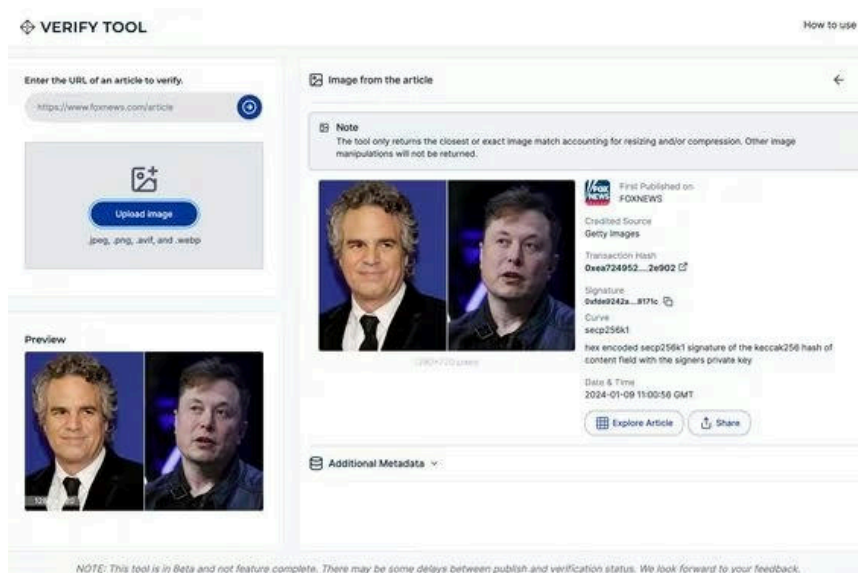 VERIFY TOOL
How to use
Enter the URL of an article to verify.
https://www.foxnews.com/article
Upload image
.jpeg, .png, .avif, and .webp
Preview
Image from the article
Note
The tool only returns the closest or exact image match accounting for resizing and/or compression. Other image
manipulations will not be returned.
1280×720 pixels
FOX
NEWS
First Published on
FOXNEWS
Credited Source
Getty Images
Transaction Hash
0xea724952....2e902
Signature
Curve
secp256k1
hex encoded secp256k1 signature of the keccak256 hash of
content field with the signers private key
Date & Time
2024-01-09 11:00:56 GMT
Explore Article
Share
Additional Metadata
NOTE: This tool is in Beta and not feature complete. There may be some delays between publish and verification status. We look forward to your feedback.